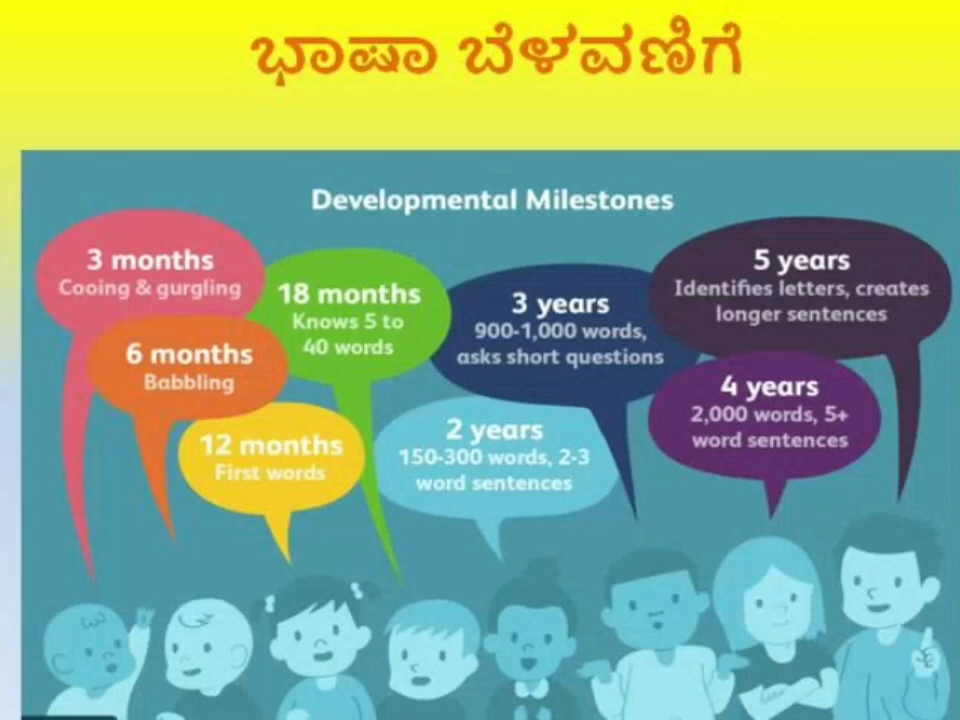 ಭಾಷಾ ಬೆಳವಣಿಗೆ
Developmental Milestones
3 months
Cooing & gurgling
6 months
Babbling
12 months
First words
18 months
Knows 5 to
40 words
2 years
150-300 words, 2-3
word sentences
3 years
900-1,000 words,
asks short questions
4 years
2,000 words, 5+
word sentences
5 years
Identifies letters, creates
longer sentences